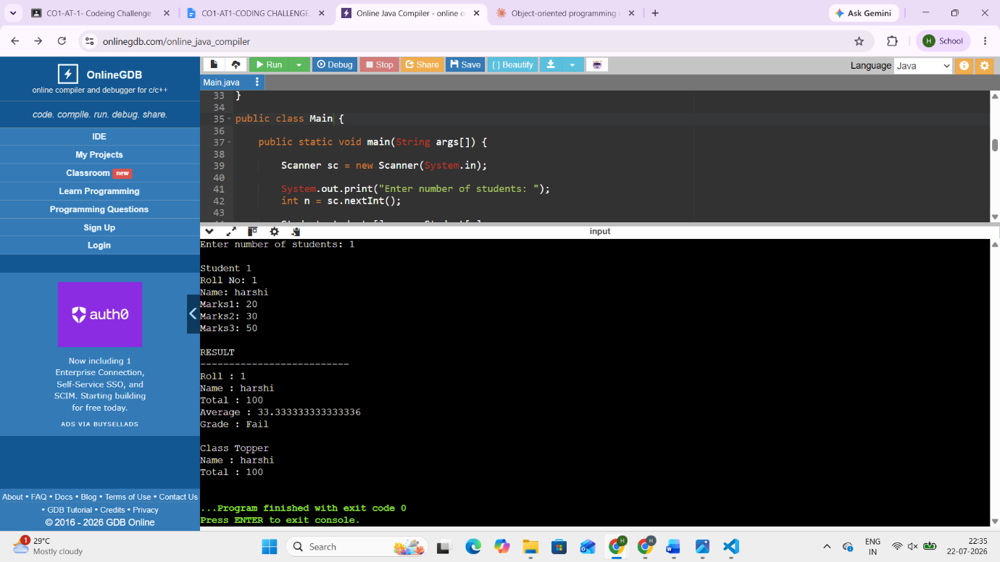 CO1-AT-1- Codeing Challenge
CO1-AT1-CODING CHALLENGE.
Online Java Compiler - online e
Object-oriented programming
Ask Gemini
onlinegdb.com/online_java_compiler
H School
OnlineGDB
online compiler and debugger for c/c++
code. compile. run. debug. share.
IDE
My Projects
Classroom new
Learn Programming
Programming Questions
Sign Up
Login
auth0
Now including 1
Enterprise Connection,
Self-Service SSO, and
SCIM. Starting building
for free today.
ADS VIA BUYSELLADS
About • FAQ • Docs • Blog • Terms of Use • Contact Us
• GDB Tutorial • Credits • Privacy
© 2016 - 2026 GDB Online
Run Debug Stop Share Save { } Beautify
Language Java
Main.java
33 }
34
35 public class Main {
36
37 public static void main(String args[]) {
38
39 Scanner sc = new Scanner(System.in);
40
41 System.out.print("Enter number of students: ");
42 int n = sc.nextInt();
43
input
Enter number of students: 1
Student 1
Roll No: 1
Name: harshi
Marks1: 20
Marks2: 30
Marks3: 50
RESULT
--------------------------
Roll : 1
Name : harshi
Total : 100
Average : 33.333333333333336
Grade : Fail
Class Topper
Name : harshi
Total : 100
...Program finished with exit code 0
Press ENTER to exit console.
1
29°C
Mostly cloudy
Search
ENG
IN
22:35
22-07-2026